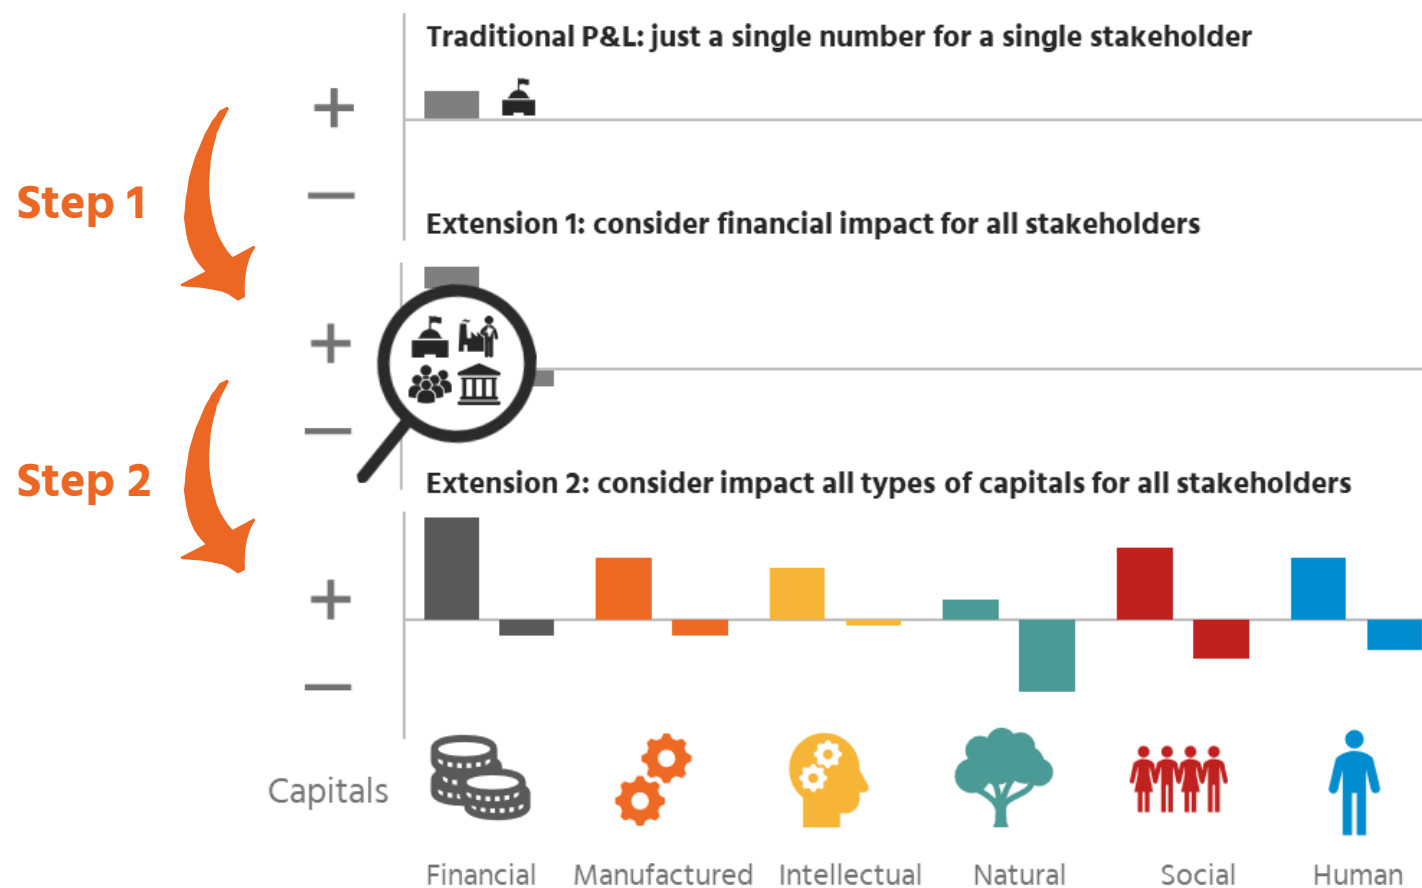 Traditional P&L: just a single number for a single stakeholder
+
Step 1
−
Extension 1: consider financial impact for all stakeholders
+
−
Step 2
Extension 2: consider impact all types of capitals for all stakeholders
+
−
Capitals
Financial Manufactured Intellectual Natural Social Human